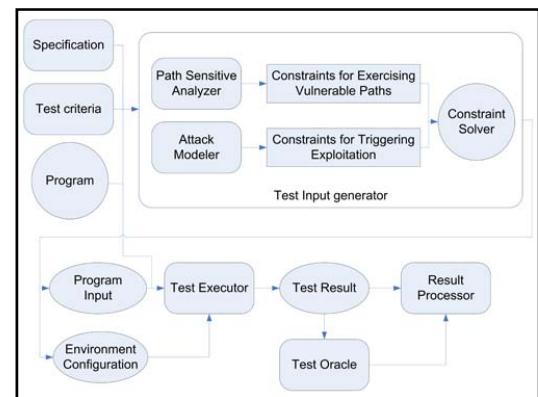 Specification
Test criteria
Program
Path Sensitive
Analyzer
Constraints for Exercising
Vulnerable Paths
Attack
Modeler
Constraints for Triggering
Exploitation
Constraint
Solver
Test Input generator
Program
Input
Test Executor
Test Result
Result
Processor
Environment
Configuration
Test Oracle